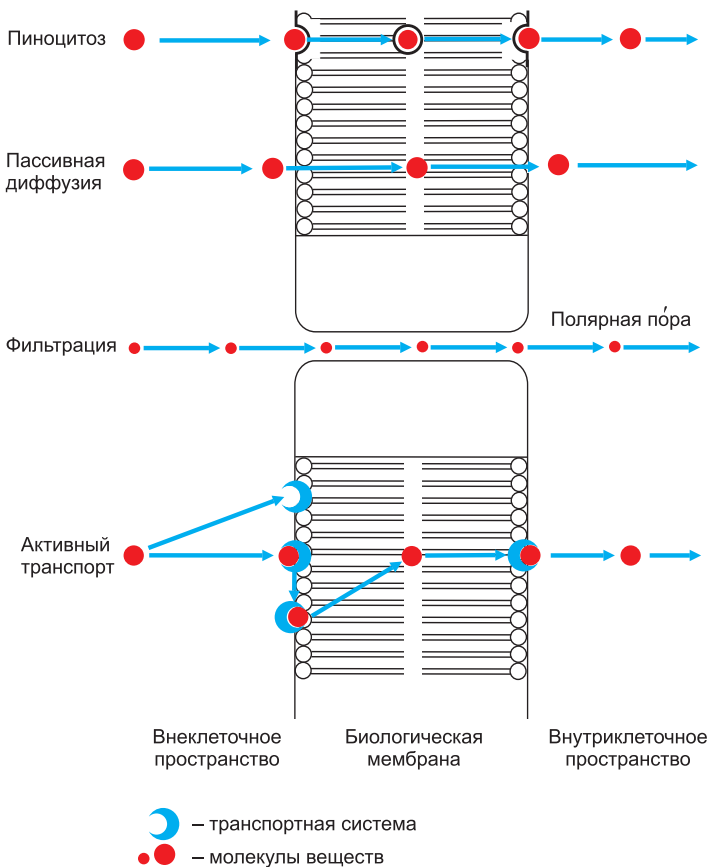 Пиноцитоз
Пассивная
диффузия
Полярная по́ра
Фильтрация
Активный
транспорт
Внеклеточное
пространство
Биологическая
мембрана
Внутриклеточное
пространство
– транспортная система
– молекулы веществ